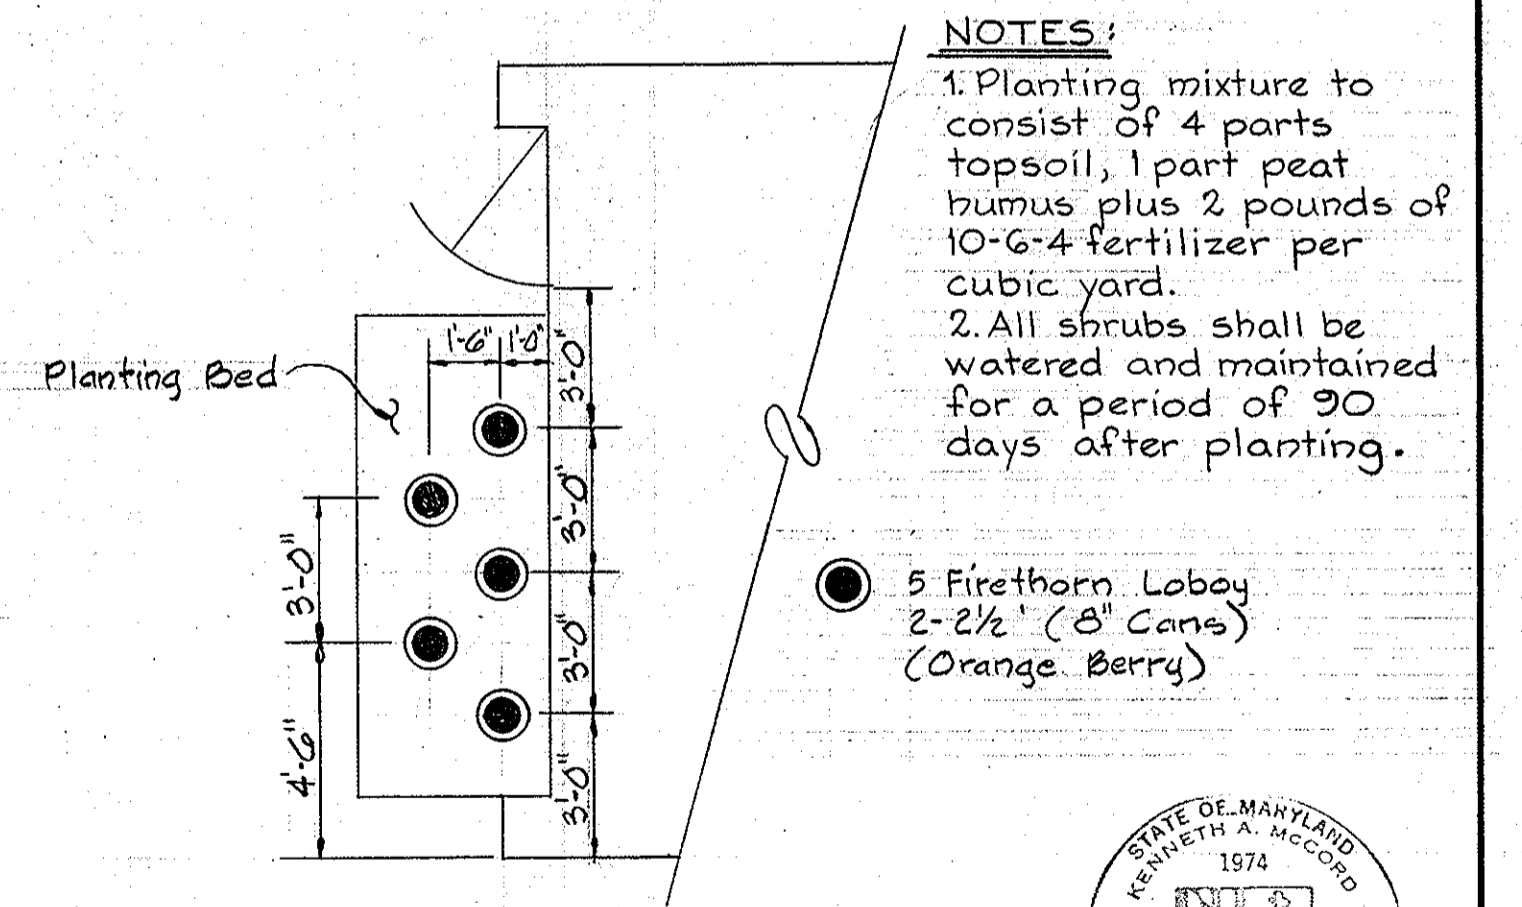 NOTES:
1. Planting mixture to
consist of 4 parts
topsoil, 1 part peat
humus plus 2 pounds of
10-6-4 fertilizer per
cubic yard.
2. All shrubs shall be
watered and maintained
for a period of 90
days after planting.
1'-6"
1'-0"
3'-0"
Planting Bed
3'-0"
3'-0"
3'-0"
4'-6"
3'-0"
5 Firethorn Loboy
2-2½' (8" Cans)
(Orange Berry)
STATE OF MARYLAND
KENNETH A. McCORD
1974